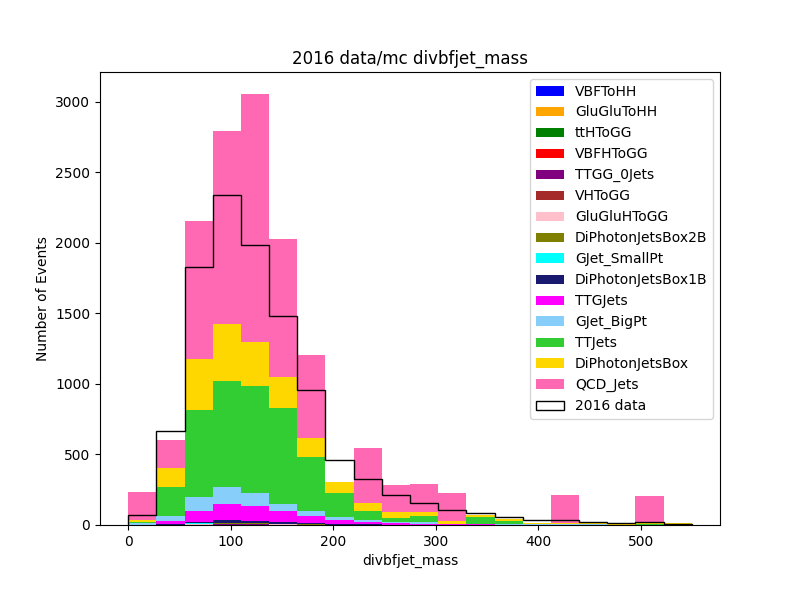 2016 data/mc divbfjet_mass
3000
2500
2000
1500
1000
500
0
Number of Events
0
100
200
300
400
500
divbfjet_mass
VBFToHH
GluGluToHH
ttHToGG
VBFHToGG
TTGG_0Jets
VHToGG
GluGluHToGG
DiPhotonJetsBox2B
GJet_SmallPt
DiPhotonJetsBox1B
TTGJets
GJet_BigPt
TTJets
DiPhotonJetsBox
QCD_Jets
2016 data